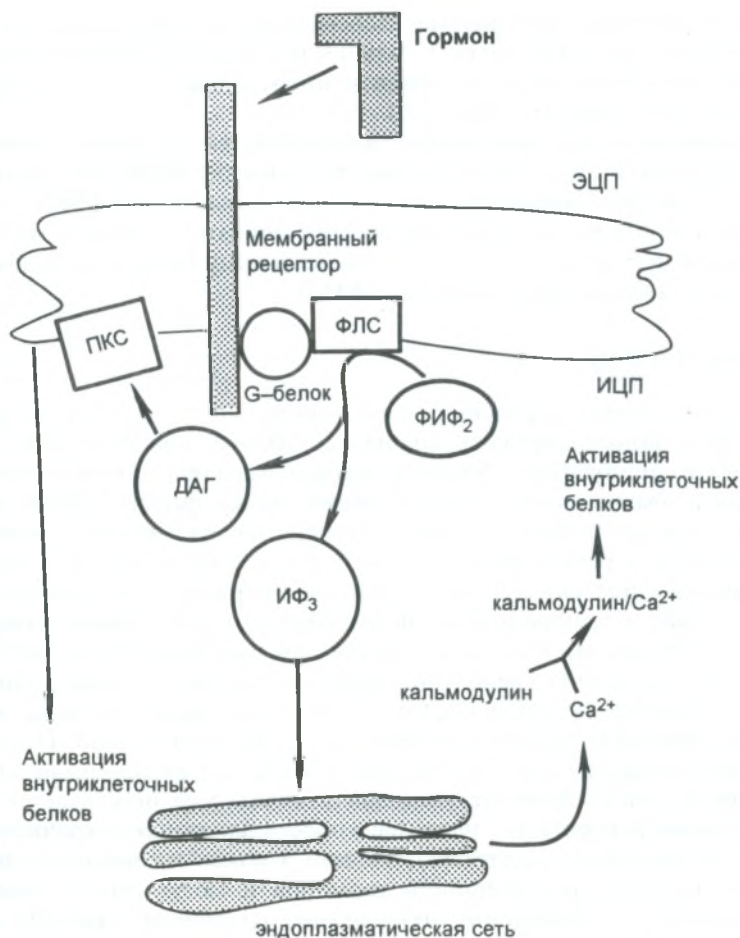 Гормон
ЭЦП
Мембранный
рецептор
ПКС
ФЛС
G–белок
ИЦП
ФИФ₂
ДАГ
Активация
внутриклеточных
белков
ИФ₃
кальмодулин/Ca²⁺
кальмодулин
Ca²⁺
Активация
внутриклеточных
белков
эндоплазматическая сеть